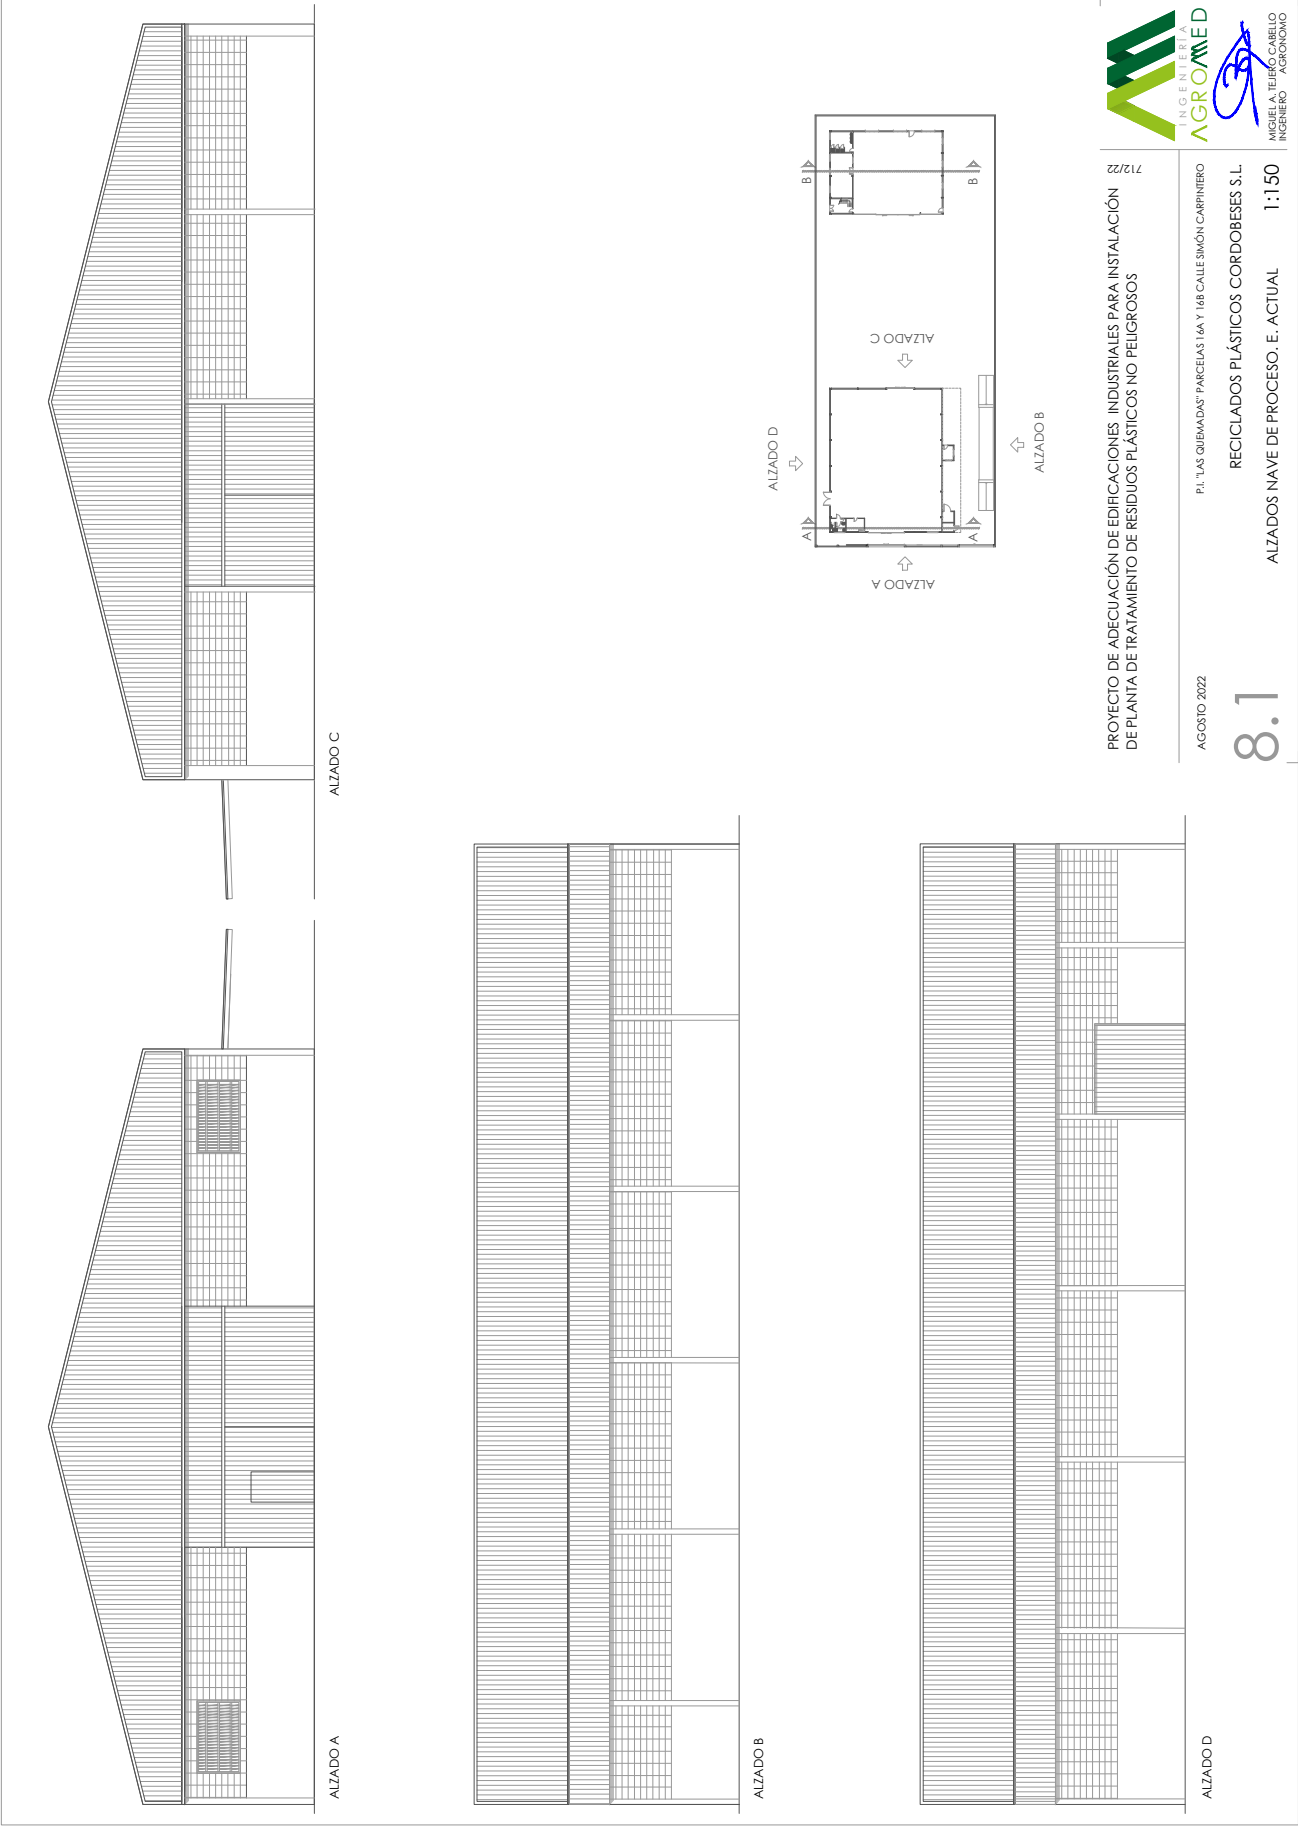 ALZADO A
ALZADO C
ALZADO B
ALZADO D
ALZADO D
ALZADO A
ALZADO C
ALZADO B
A
A
B
B
PROYECTO DE ADECUACIÓN DE EDIFICACIONES INDUSTRIALES PARA INSTALACIÓN
DE PLANTA DE TRATAMIENTO DE RESIDUOS PLÁSTICOS NO PELIGROSOS
712/22
AGOSTO 2022
P.I. "LAS QUEMADAS" PARCELAS 16A Y 16B CALLE SIMÓN CARPINTERO
RECICLADOS PLÁSTICOS CORDOBESES S.L.
8.1
ALZADOS NAVE DE PROCESO. E. ACTUAL
1:150
INGENIERÍA
AGROMED
MIGUEL A. TEJERO CABELLO
INGENIERO AGRONOMO